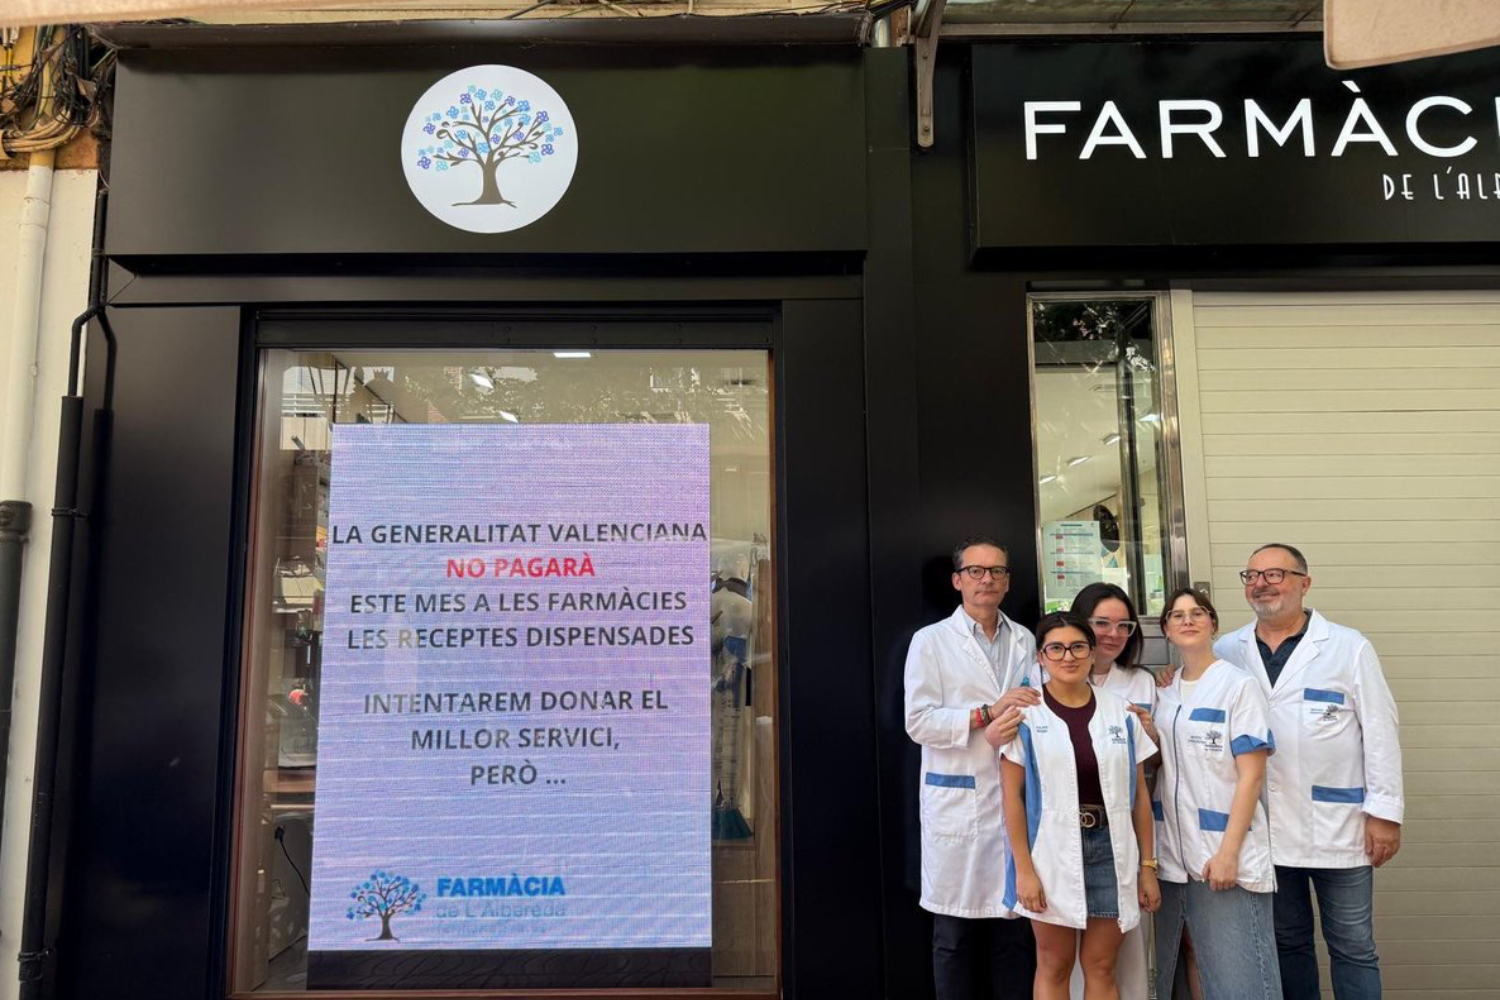 FARMÀCI
DE L'ALB
LA GENERALITAT VALENCIANA
NO PAGARÀ
ESTE MES A LES FARMÀCIES
LES RECEPTES DISPENSADES
INTENTAREM DONAR EL
MILLOR SERVICI,
PERÒ ...
FARMÀCIA
de L'Albereda